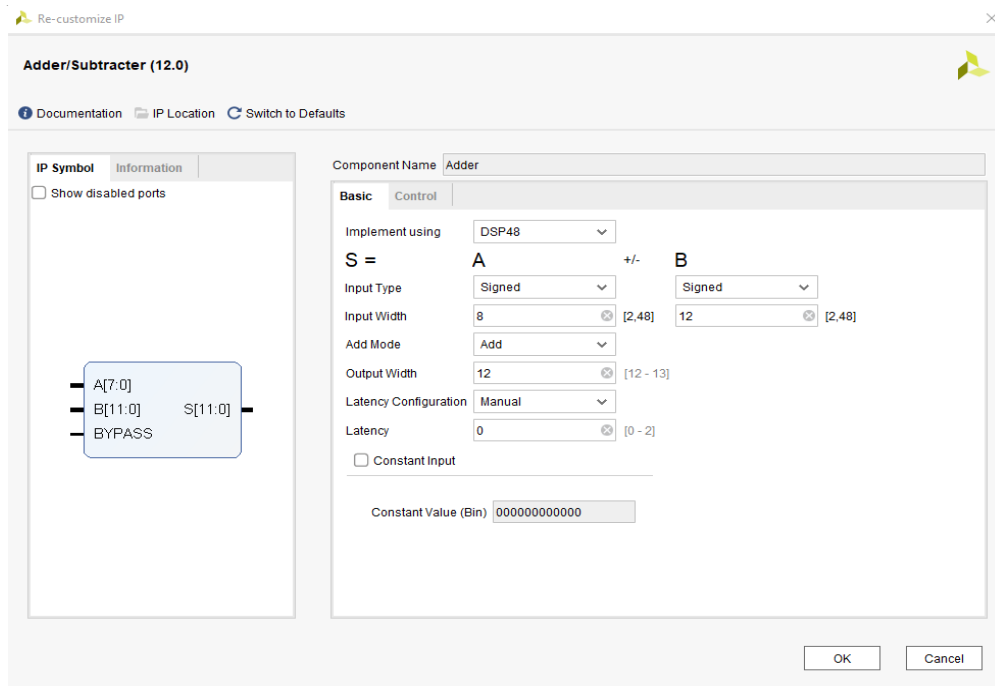 Re-customize IP
Adder/Subtracter (12.0)
Documentation IP Location Switch to Defaults
IP Symbol Information
Show disabled ports
A[7:0]
B[11:0] S[11:0]
BYPASS
Component Name Adder
Basic Control
Implement using DSP48
S = A +/- B
Input Type Signed Signed
Input Width 8 [2,48] 12 [2,48]
Add Mode Add
Output Width 12 [12 - 13]
Latency Configuration Manual
Latency 0 [0 - 2]
Constant Input
Constant Value (Bin) 000000000000
OK Cancel